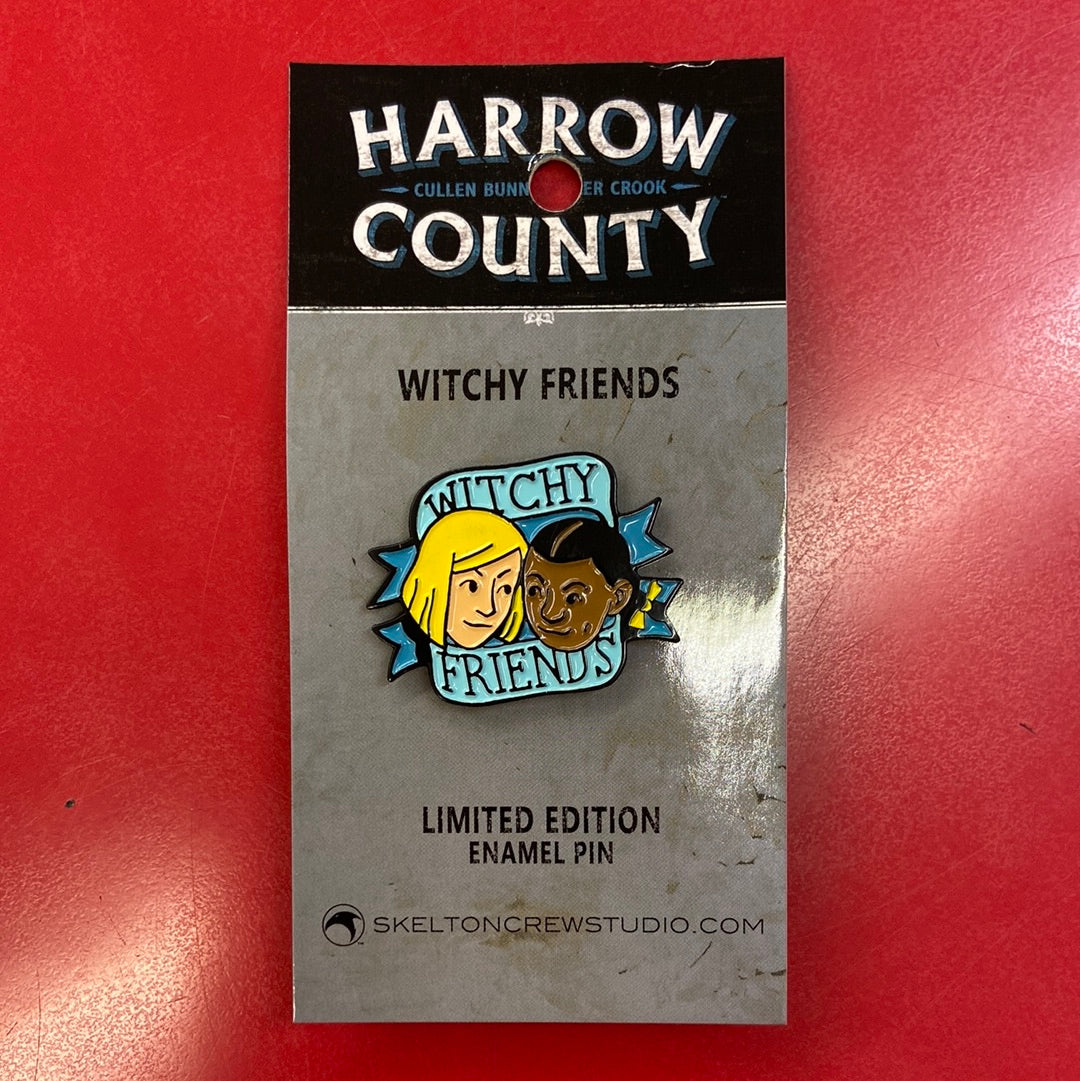 HARROW
CULLEN BUNN ER CROOK
COUNTY
WITCHY FRIENDS
WITCHY
FRIENDS
LIMITED EDITION
ENAMEL PIN
SKELTONCREWSTUDIO.COM